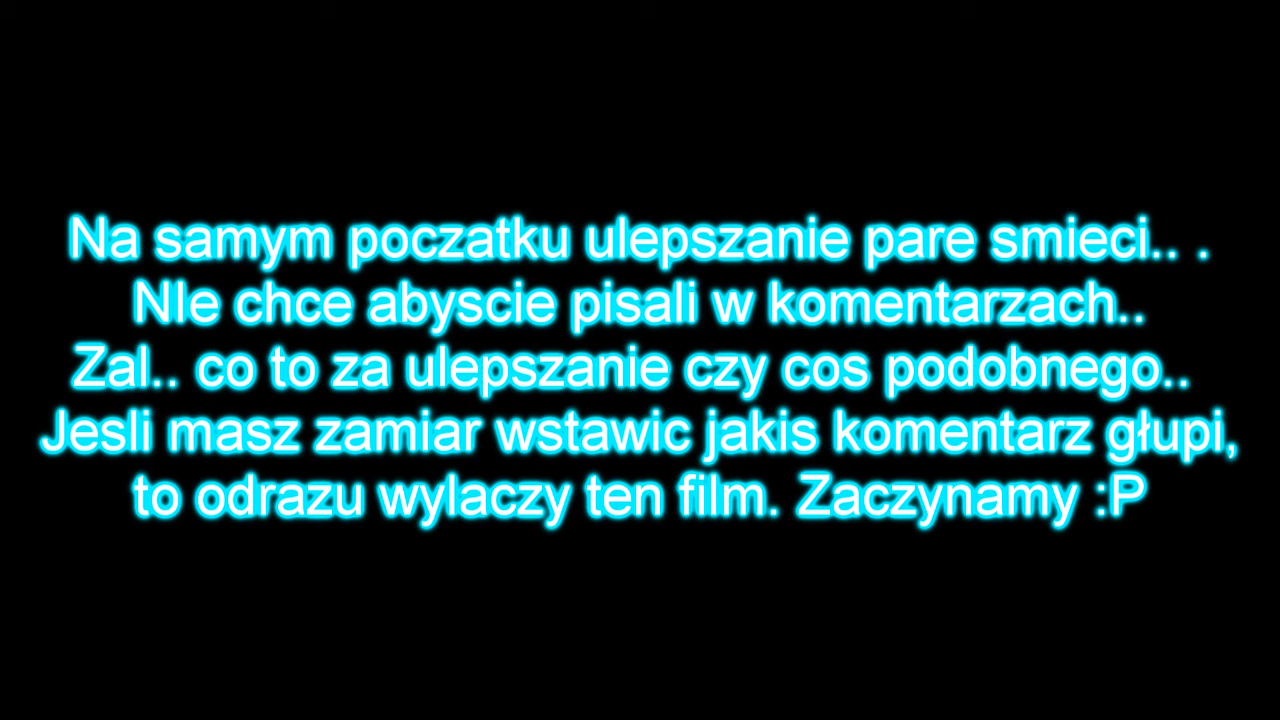 Na samym poczatku ulepszanie pare smieci.. .
NIe chce abyscie pisali w komentarzach..
Zal.. co to za ulepszanie czy cos podobnego..
Jesli masz zamiar wstawic jakis komentarz głupi,
to odrazu wylaczy ten film. Zaczynamy :P